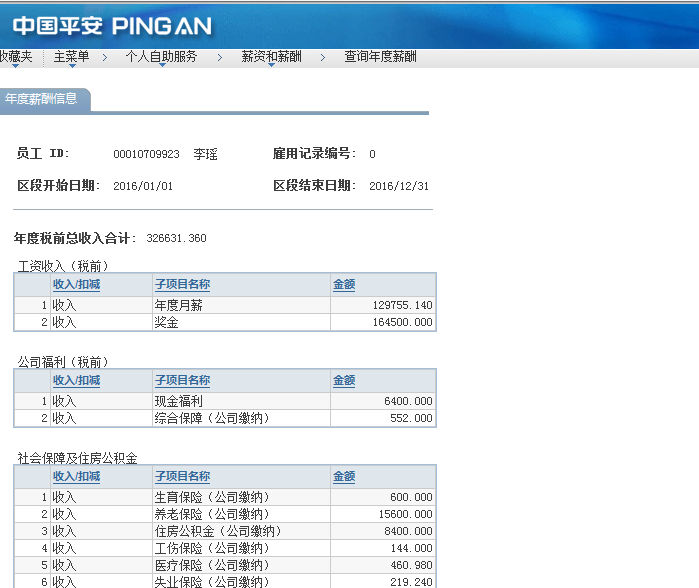 中国平安 PING AN
收藏夹 主菜单 > 个人自助服务 > 薪资和薪酬 > 查询年度薪酬
年度薪酬信息
员工 ID: 00010709923 李瑶 雇用记录编号: 0
区段开始日期: 2016/01/01 区段结束日期: 2016/12/31
年度税前总收入合计: 326631.360
工资收入（税前）
收入/扣减 子项目名称 金额
1 收入 年度月薪 129755.140
2 收入 奖金 164500.000
公司福利（税前）
收入/扣减 子项目名称 金额
1 收入 现金福利 6400.000
2 收入 综合保障（公司缴纳） 552.000
社会保障及住房公积金
收入/扣减 子项目名称 金额
1 收入 生育保险（公司缴纳） 600.000
2 收入 养老保险（公司缴纳） 15600.000
3 收入 住房公积金（公司缴纳） 8400.000
4 收入 工伤保险（公司缴纳） 144.000
5 收入 医疗保险（公司缴纳） 460.980
6 收入 失业保险（公司缴纳） 219.240